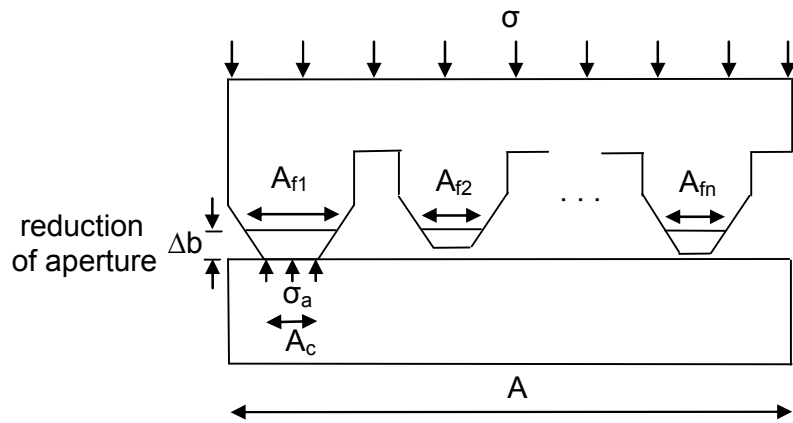 σ
A_f1
A_f2
. . .
A_fn
reduction
of aperture
Δb
σ_a
A_c
A